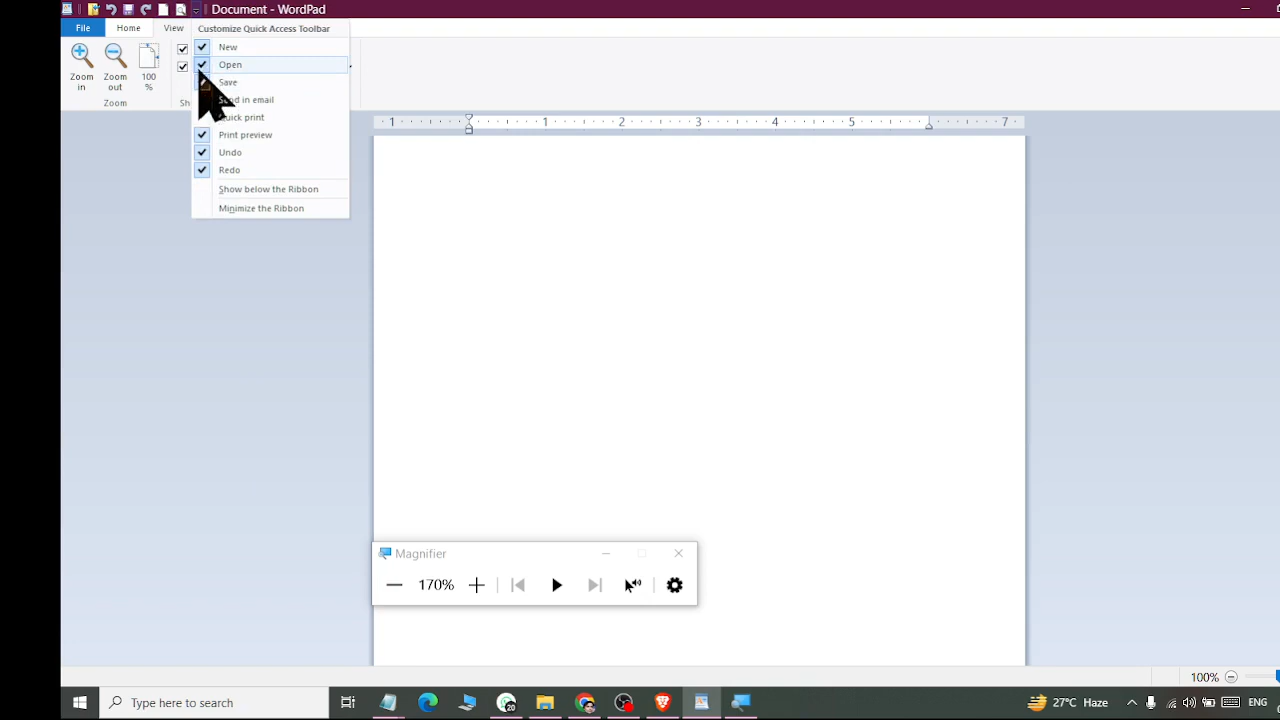 Document - WordPad
File Home View
Customize Quick Access Toolbar
New
Open
Save
in email
print
Print preview
Undo
Redo
Show below the Ribbon
Minimize the Ribbon
Zoom in
Zoom out
100 %
Zoom
1 1 2 3 4 5 7
Magnifier
170%
100%
Type here to search
20
27°C Haze
ENG